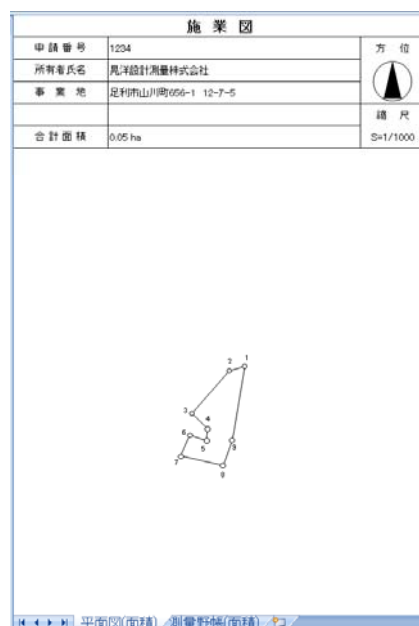 施 業 図
申請番号 1234 方 位
所有者氏名 晃洋設計測量株式会社
事 業 地 足利市山川町656-1 12-7-5
縮 尺
合計面積 0.05 ha S=1/1000
1
2
3
4
5
6
7
8
9
平面図(面積) 測量野帳(面積)